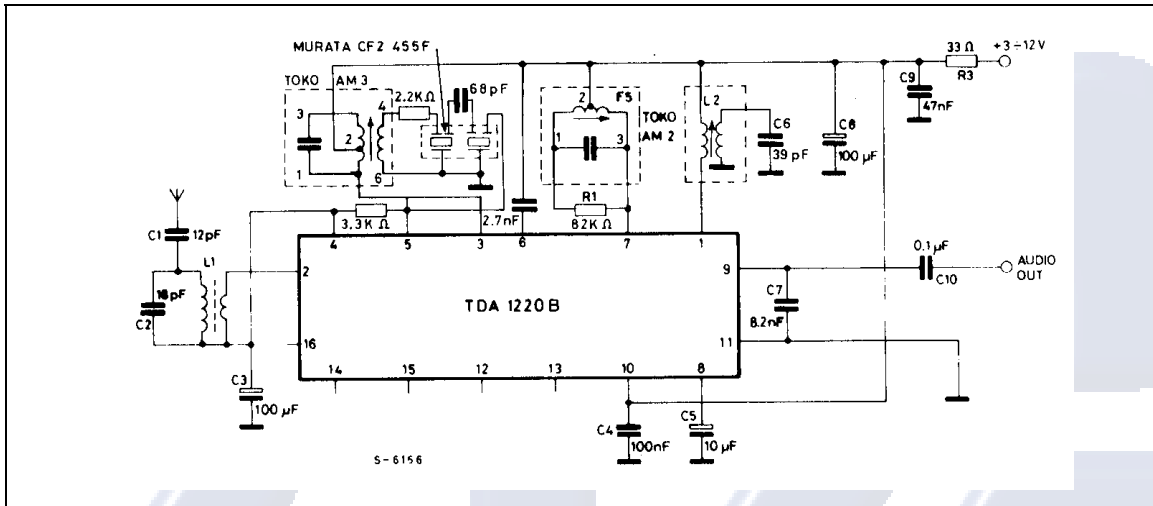 MURATA CF2 455F
33 Ω
+3÷12V
R3
TOKO AM 3
68pF
2.2KΩ
C9
47nF
F5
L2
TOKO
AM 2
C6
39 pF
C8
100 µF
3
2
4
1
6
2
1
3
R1
82K Ω
3.3K Ω
2.7nF
C1
12pF
L1
C2
4
5
3
6
7
1
2
16
TDA 1220B
9
11
0.1 µF
C10
AUDIO
OUT
C7
8.2nF
14
15
12
13
10
8
C3
100 µF
C4
100nF
C5
10 µF
S-6156